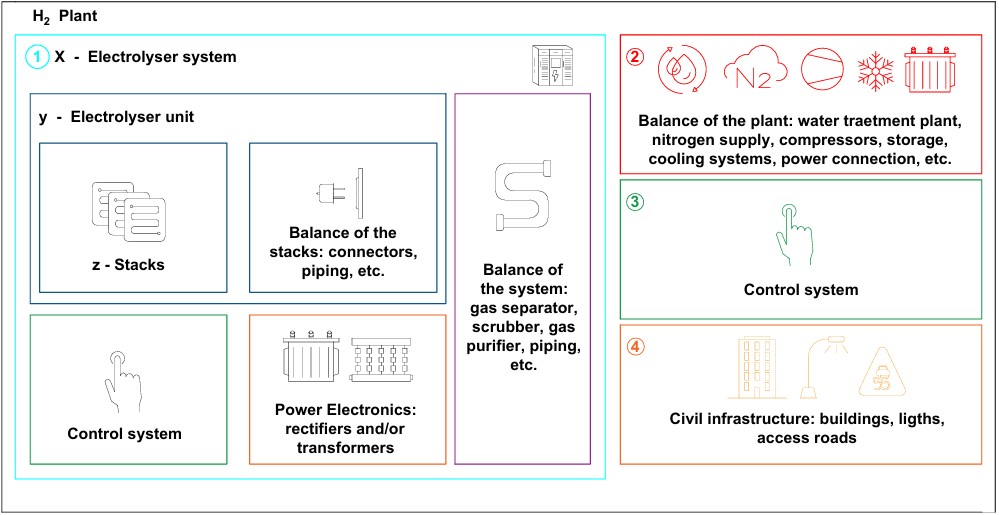 H₂ Plant
1 X - Electrolyser system
y - Electrolyser unit
z - Stacks
Balance of the
stacks: connectors,
piping, etc.
Balance of
the system:
gas separator,
scrubber, gas
purifier, piping,
etc.
Control system
Power Electronics:
rectifiers and/or
transformers
2
N2
Balance of the plant: water traetment plant,
nitrogen supply, compressors, storage,
cooling systems, power connection, etc.
3
Control system
4
Civil infrastructure: buildings, ligths,
access roads